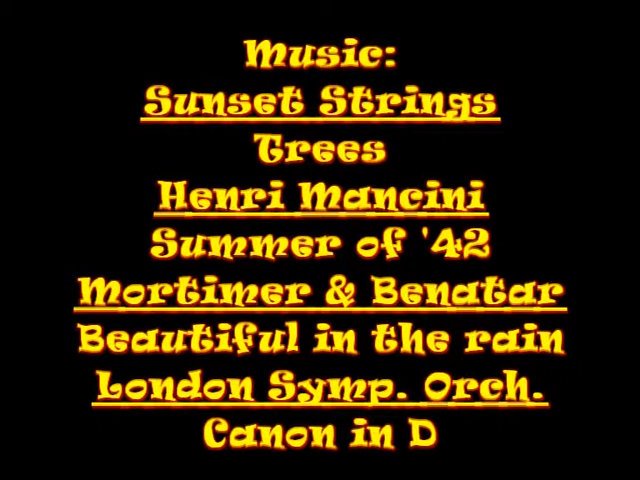 Music:
Sunset Strings
Trees
Henri Mancini
Summer of '42
Mortimer & Benatar
Beautiful in the rain
London Symp. Orch.
Canon in D